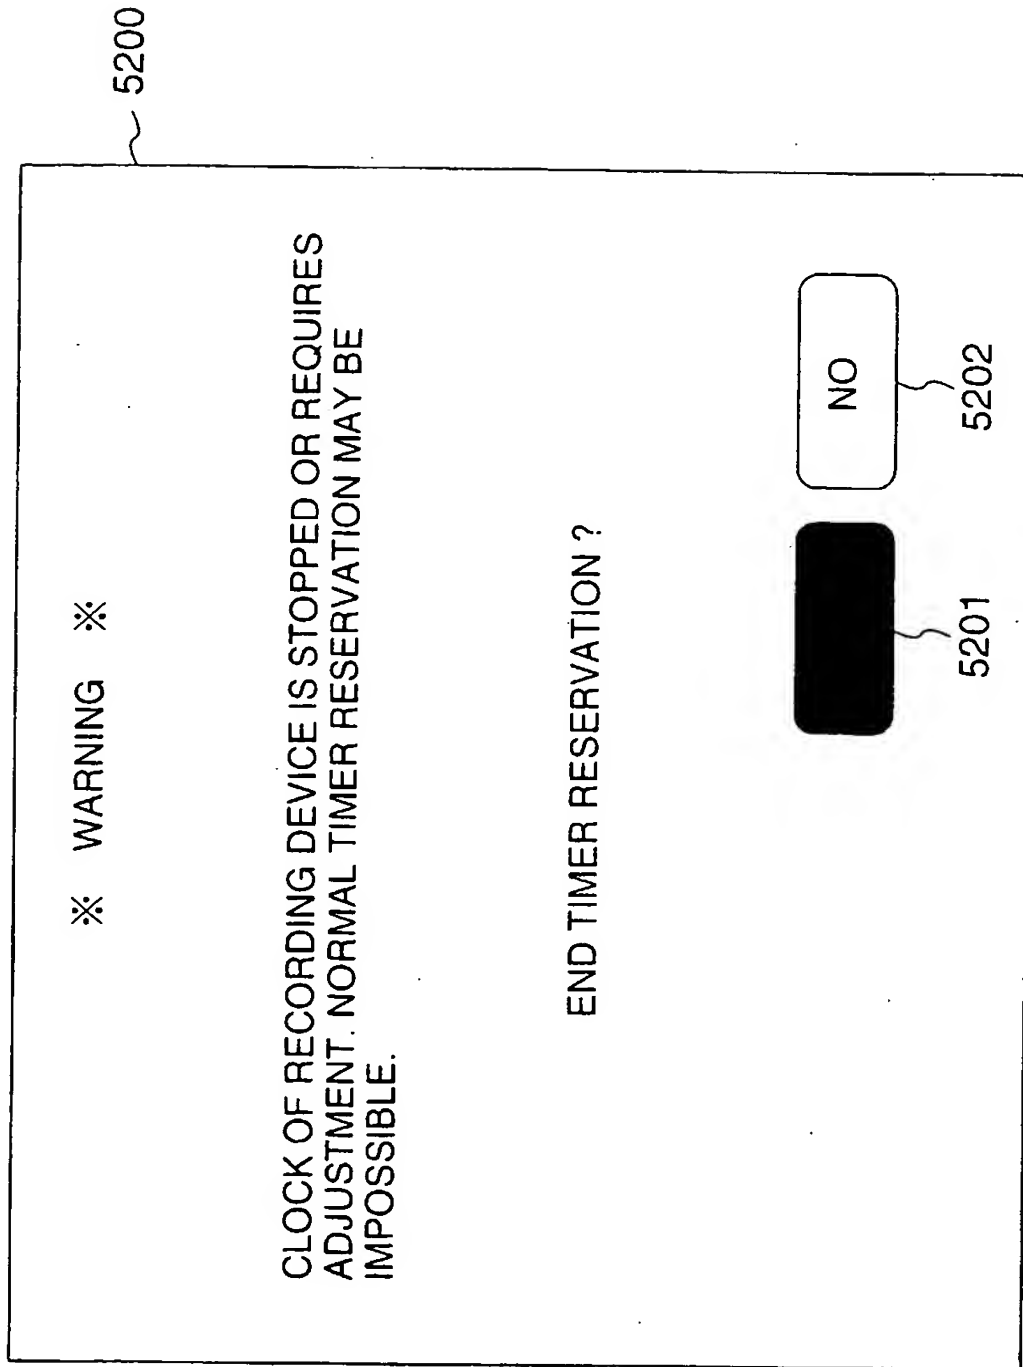 5200
※ WARNING ※
CLOCK OF RECORDING DEVICE IS STOPPED OR REQUIRES
ADJUSTMENT. NORMAL TIMER RESERVATION MAY BE
IMPOSSIBLE.
END TIMER RESERVATION ?
NO
5201
5202